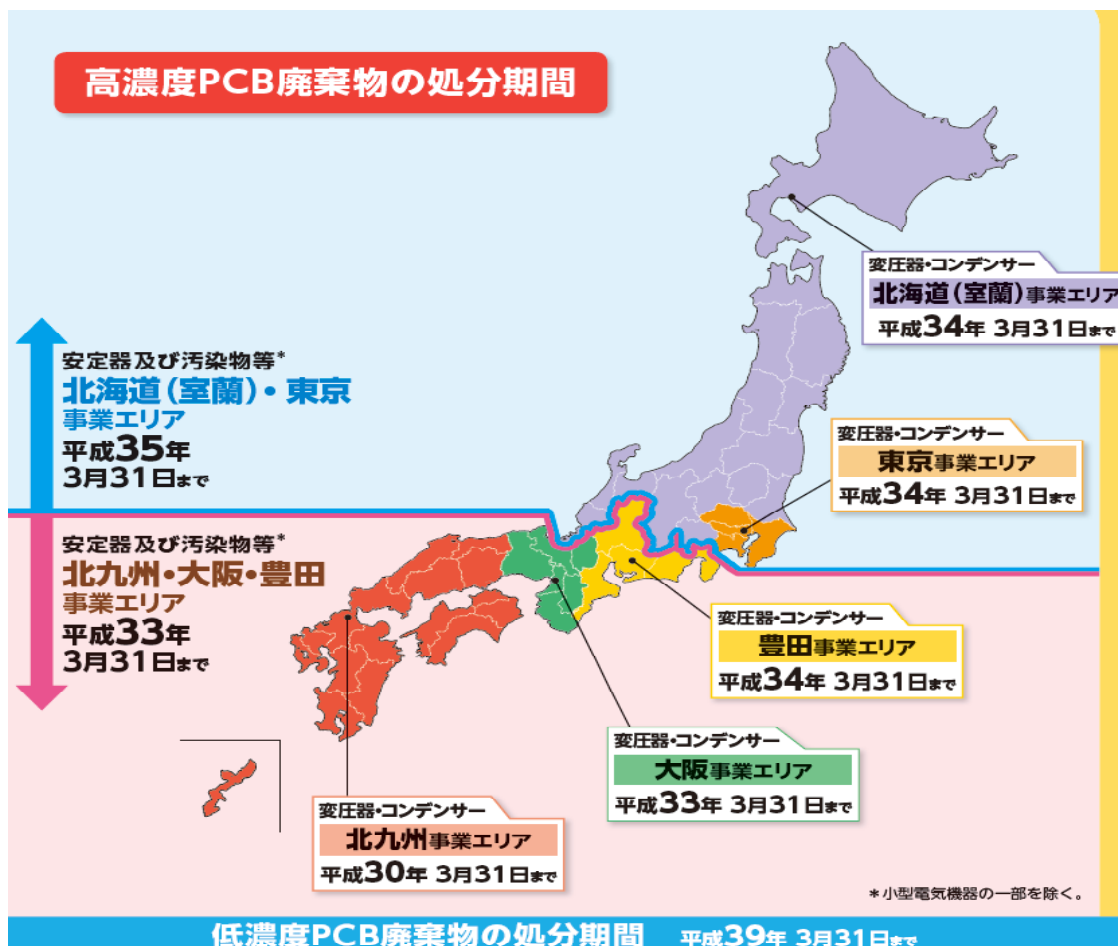 高濃度PCB廃棄物の処分期間
変圧器・コンデンサー
北海道(室蘭)事業エリア
平成34年 3月31日まで
安定器及び汚染物等*
北海道(室蘭)・東京
事業エリア
平成35年
3月31日まで
変圧器・コンデンサー
東京事業エリア
平成34年 3月31日まで
安定器及び汚染物等*
北九州・大阪・豊田
事業エリア
平成33年
3月31日まで
変圧器・コンデンサー
豊田事業エリア
平成34年 3月31日まで
変圧器・コンデンサー
大阪事業エリア
平成33年 3月31日まで
変圧器・コンデンサー
北九州事業エリア
平成30年 3月31日まで
*小型電気機器の一部を除く。
低濃度PCB廃棄物の処分期間 平成39年 3月31日まで